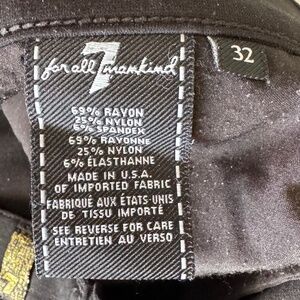 7
for all mankind
32
69% RAYON
25% NYLON
6% SPANDEX
69% RAYONNE
25% NYLON
6% ÉLASTHANNE
MADE IN U.S.A.
OF IMPORTED FABRIC
FABRIQUÉ AUX ÉTATS-UNIS
DE TISSU IMPORTÉ
SEE REVERSE FOR CARE
ENTRETIEN AU VERSO